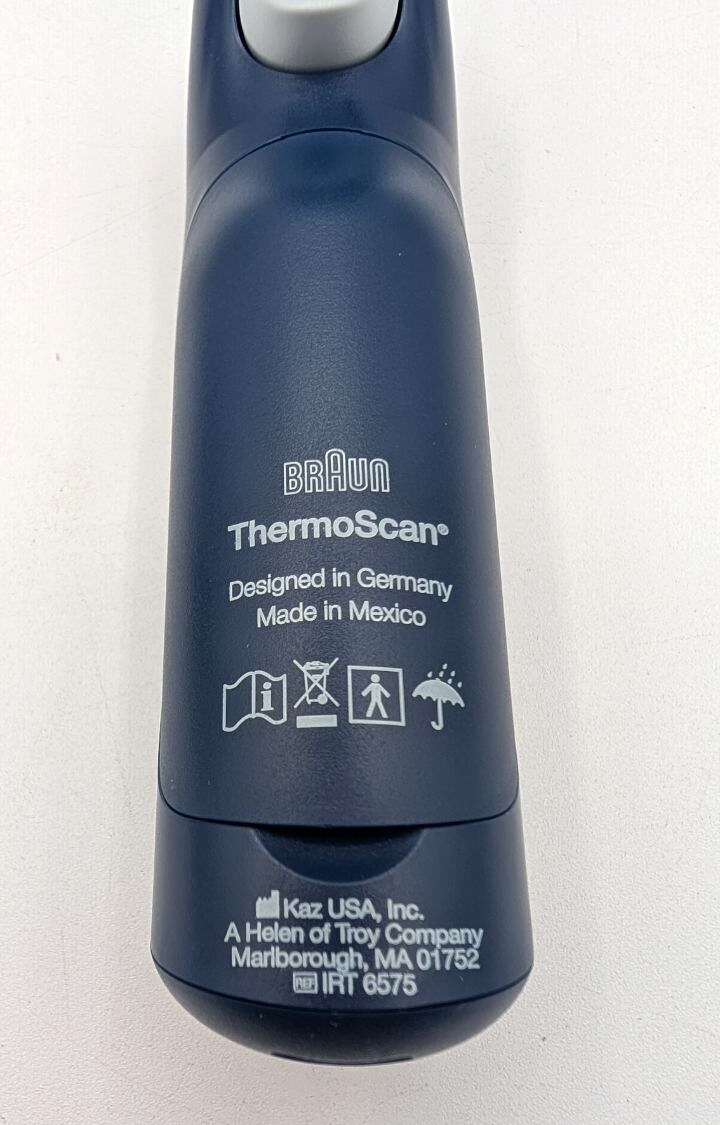 BRAUN
ThermoScan®
Designed in Germany
Made in Mexico
i
Kaz USA, Inc.
A Helen of Troy Company
Marlborough, MA 01752
REF IRT 6575